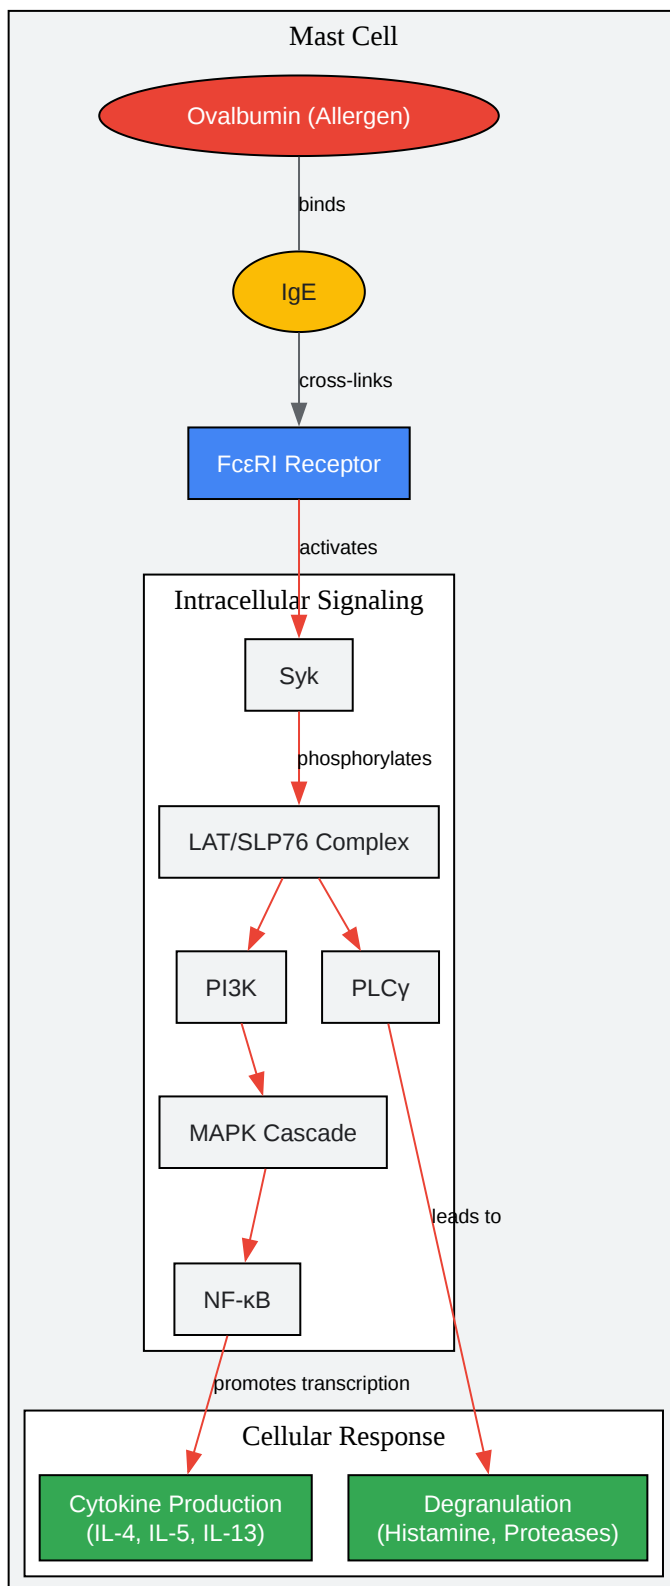 Mast Cell
Ovalbumin (Allergen)
binds
IgE
cross-links
FcεRI Receptor
activates
Intracellular Signaling
Syk
phosphorylates
LAT/SLP76 Complex
PI3K
PLCγ
MAPK Cascade
leads to
NF-κB
promotes transcription
Cellular Response
Cytokine Production
(IL-4, IL-5, IL-13)
Degranulation
(Histamine, Proteases)